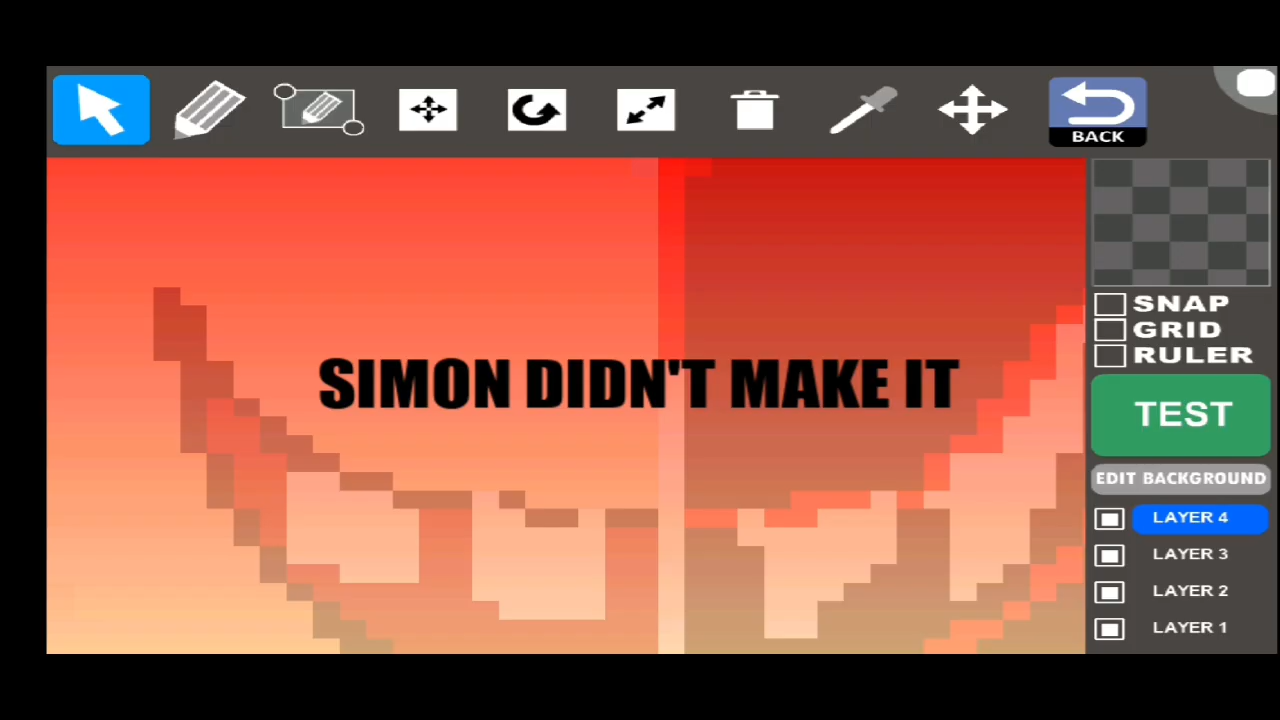 BACK
SNAP
GRID
RULER
SIMON DIDN'T MAKE IT
TEST
EDIT BACKGROUND
LAYER 4
LAYER 3
LAYER 2
LAYER 1